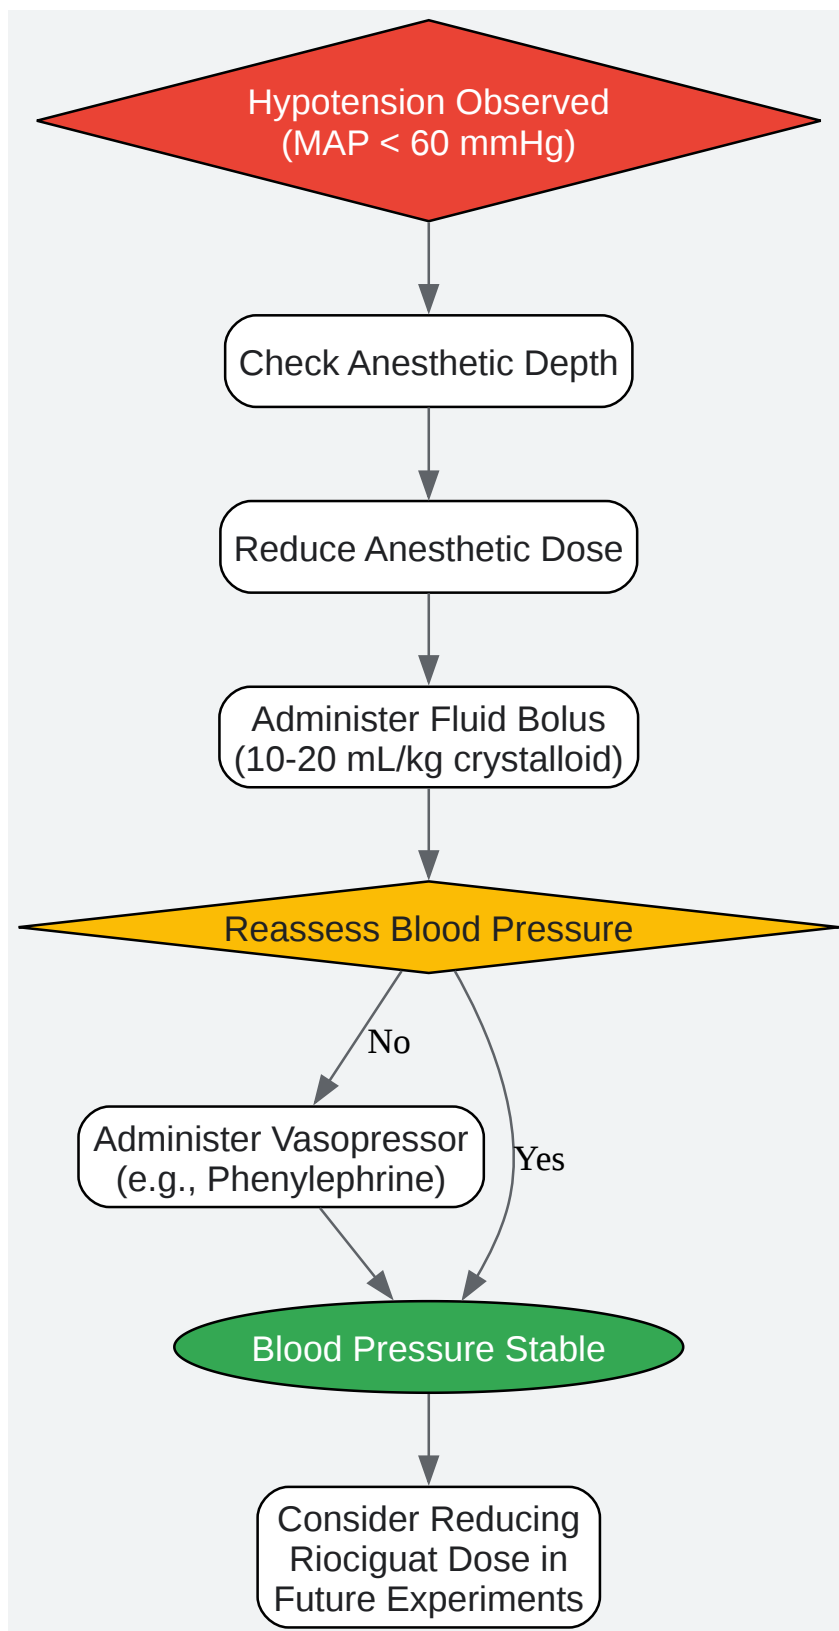 Hypotension Observed
(MAP < 60 mmHg)
Check Anesthetic Depth
Reduce Anesthetic Dose
Administer Fluid Bolus
(10-20 mL/kg crystalloid)
Reassess Blood Pressure
No
Administer Vasopressor
(e.g., Phenylephrine)
Yes
Blood Pressure Stable
Consider Reducing
Riociguat Dose in
Future Experiments